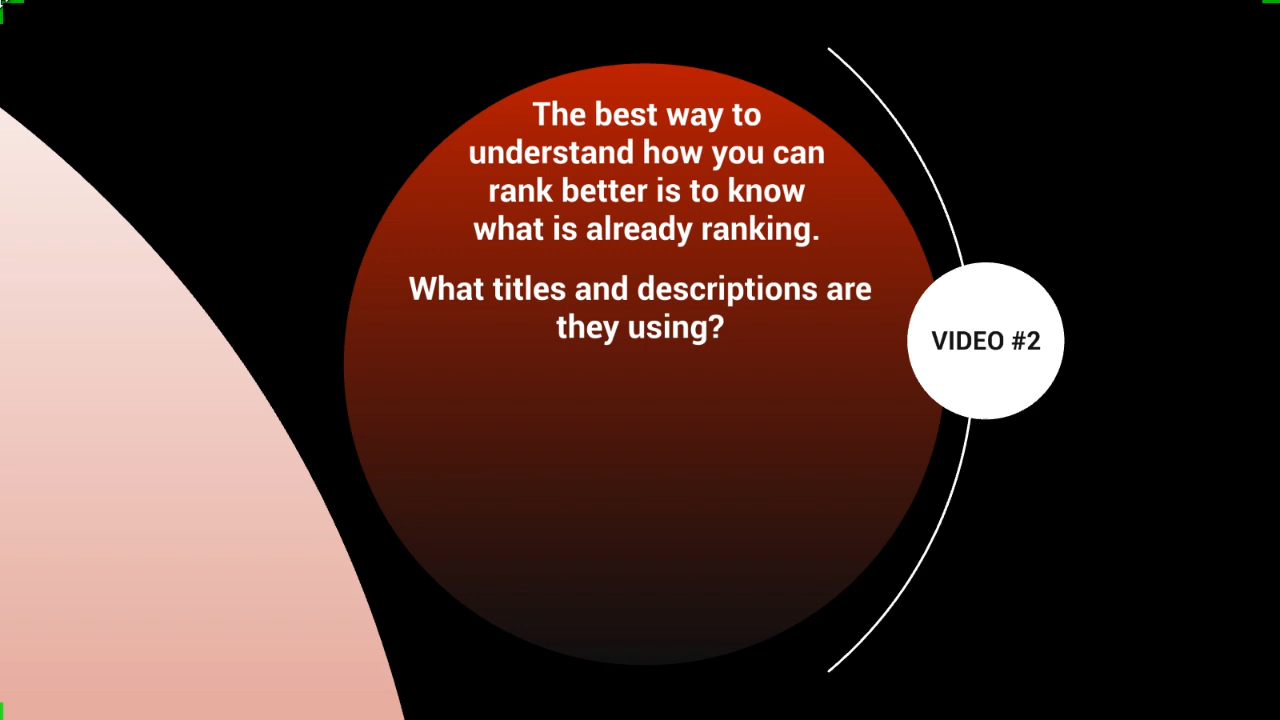 The best way to
understand how you can
rank better is to know
what is already ranking.
What titles and descriptions are
they using?
VIDEO #2